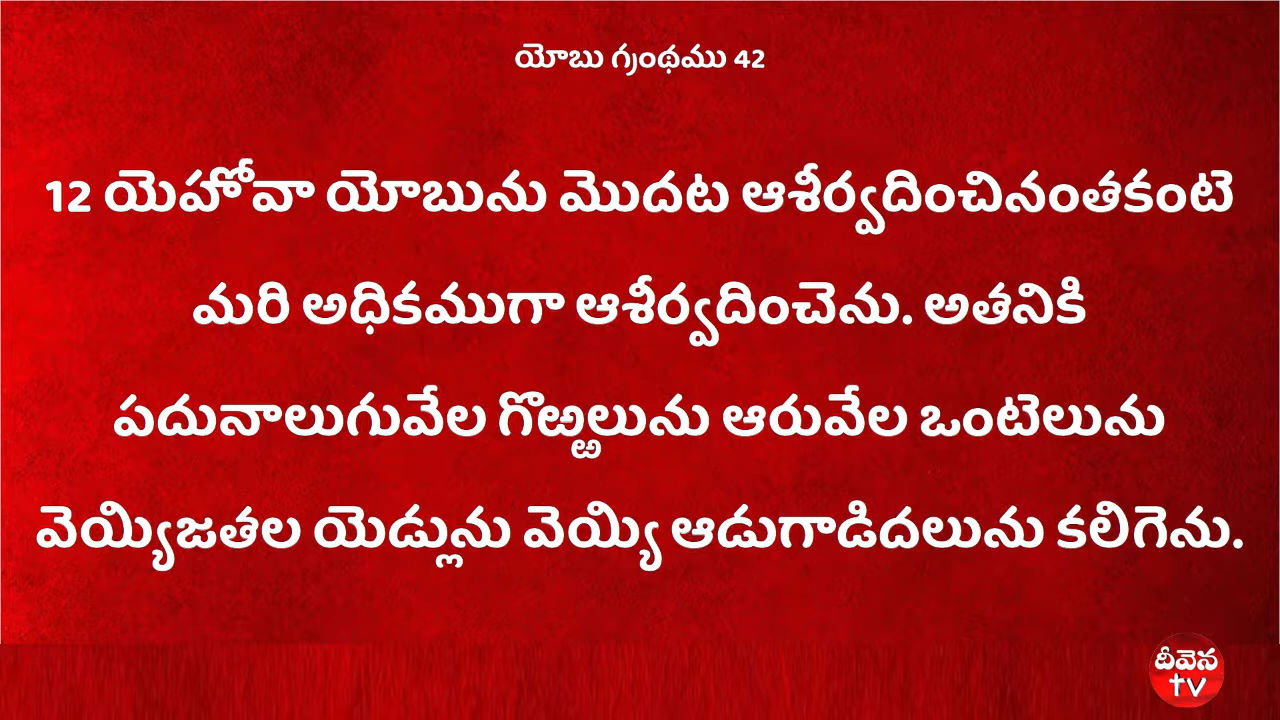 యోబు గ్రంథము 42
12 యెహోవా యోబును మొదట ఆశీర్వదించినంతకంటె
మరి అధికముగా ఆశీర్వదించెను. అతనికి
పదునాలుగువేల గొఱ్ఱలును ఆరువేల ఒంటెలును
వెయ్యిజతల యెడ్లును వెయ్యి ఆడుగాడిదలును కలిగెను.
దీవెన
tv